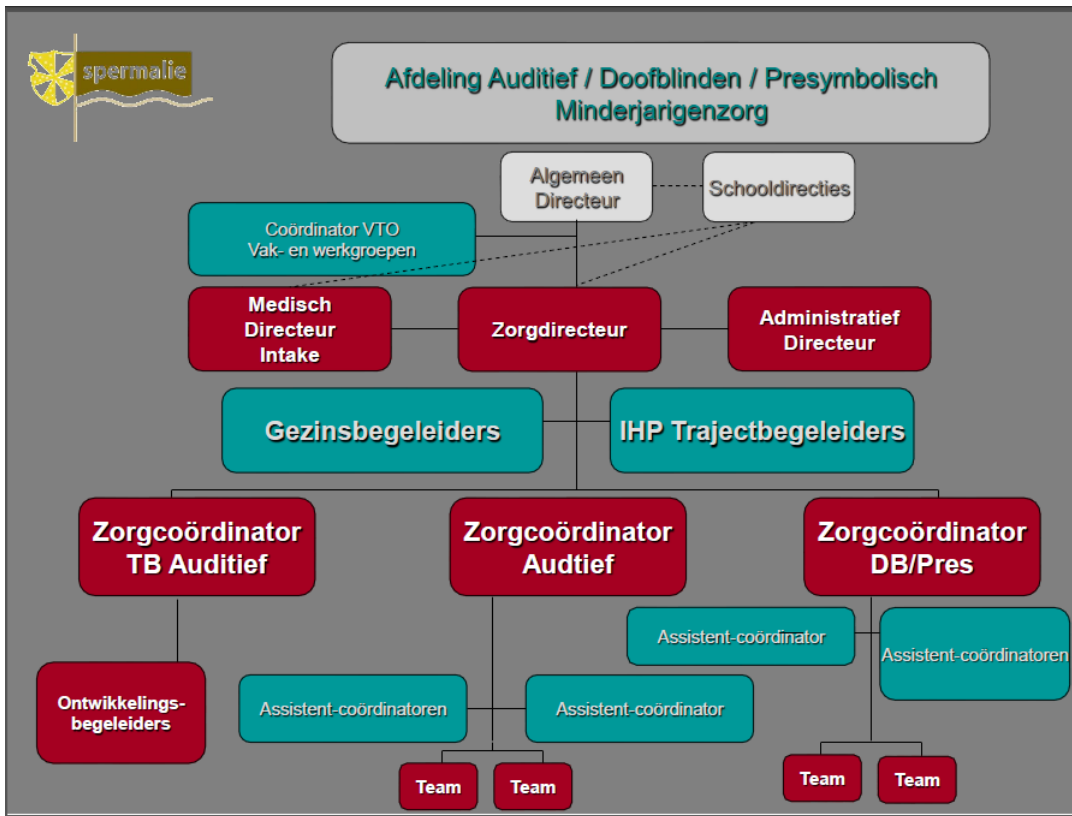 spermalie
Afdeling Auditief / Doofblinden / Presymbolisch
Minderjarigenzorg
Algemeen
Directeur
Schooldirecties
Coördinator VTO
Vak- en werkgroepen
Medisch
Directeur
Intake
Zorgdirecteur
Administratief
Directeur
Gezinsbegeleiders
IHP Trajectbegeleiders
Zorgcoördinator
TB Auditief
Zorgcoördinator
Audtief
Zorgcoördinator
DB/Pres
Assistent-coördinator
Assistent-coördinatoren
Ontwikkelings-
begeleiders
Assistent-coördinatoren
Assistent-coördinator
Team
Team
Team
Team